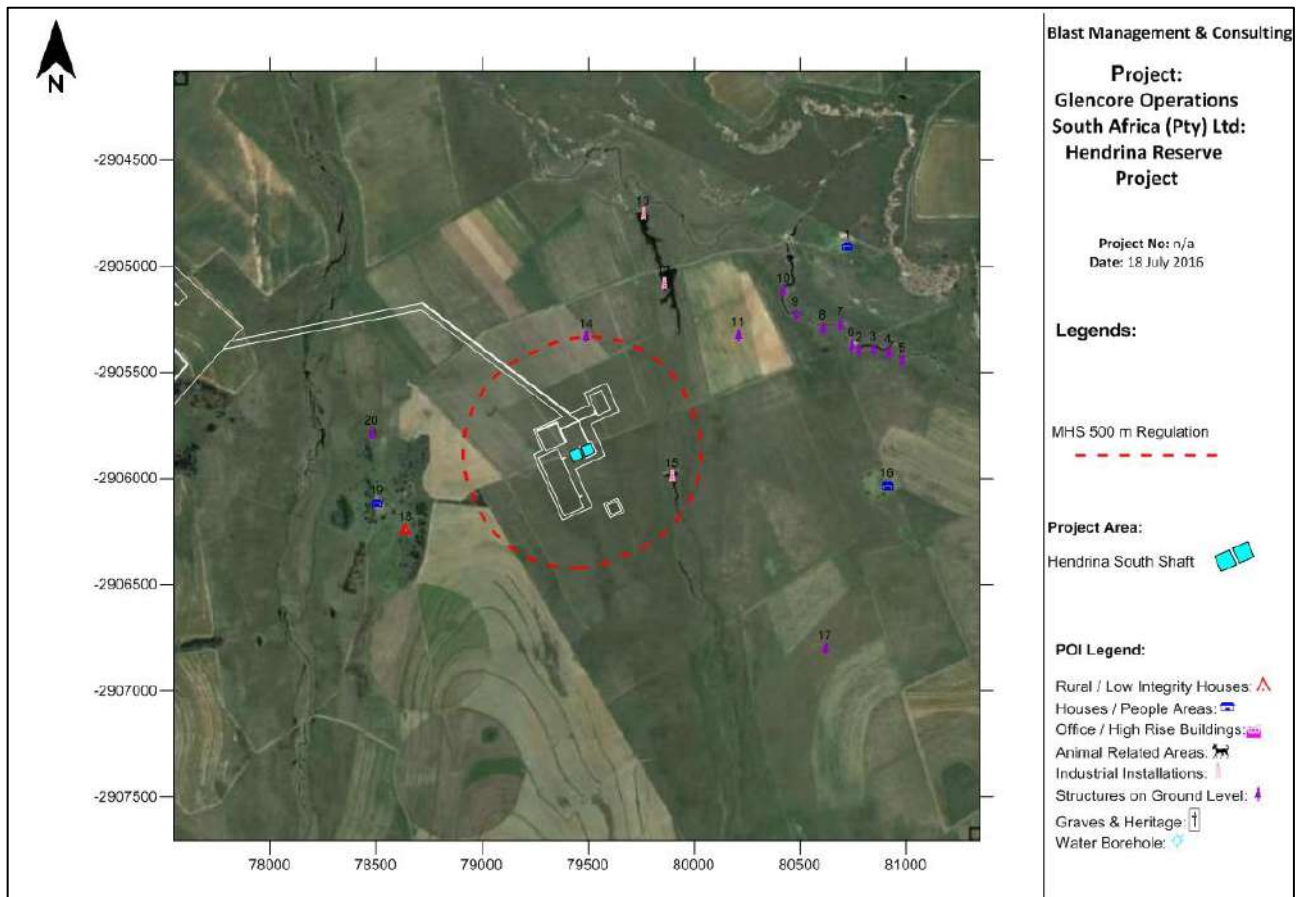 N
Blast Management & Consulting
Project:
Glencore Operations
South Africa (Pty) Ltd:
Hendrina Reserve
Project
Project No: n/a
Date: 18 July 2016
Legends:
MHS 500 m Regulation
Project Area:
Hendrina South Shaft
POI Legend:
Rural / Low Integrity Houses:
Houses / People Areas:
Office / High Rise Buildings:
Animal Related Areas:
Industrial Installations:
Structures on Ground Level:
Graves & Heritage:
Water Borehole:
-2904500
-2905000
-2905500
-2906000
-2906500
-2907000
-2907500
78000 78500 79000 79500 80000 80500 81000
13
1
10
9
14 11 8 7
6 2 3 4 5
20
15 16
19
18
17